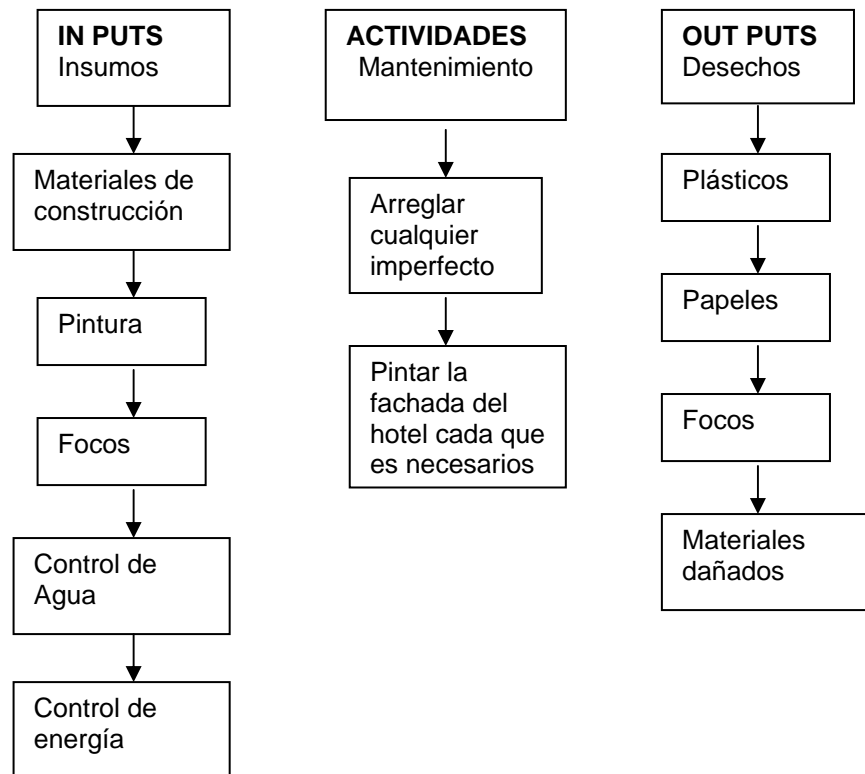 IN PUTS
Insumos
Materiales de
construcción
Pintura
Focos
Control de
Agua
Control de
energía
ACTIVIDADES
Mantenimiento
Arreglar
cualquier
imperfecto
Pintar la
fachada del
hotel cada que
es necesarios
OUT PUTS
Desechos
Plásticos
Papeles
Focos
Materiales
dañados